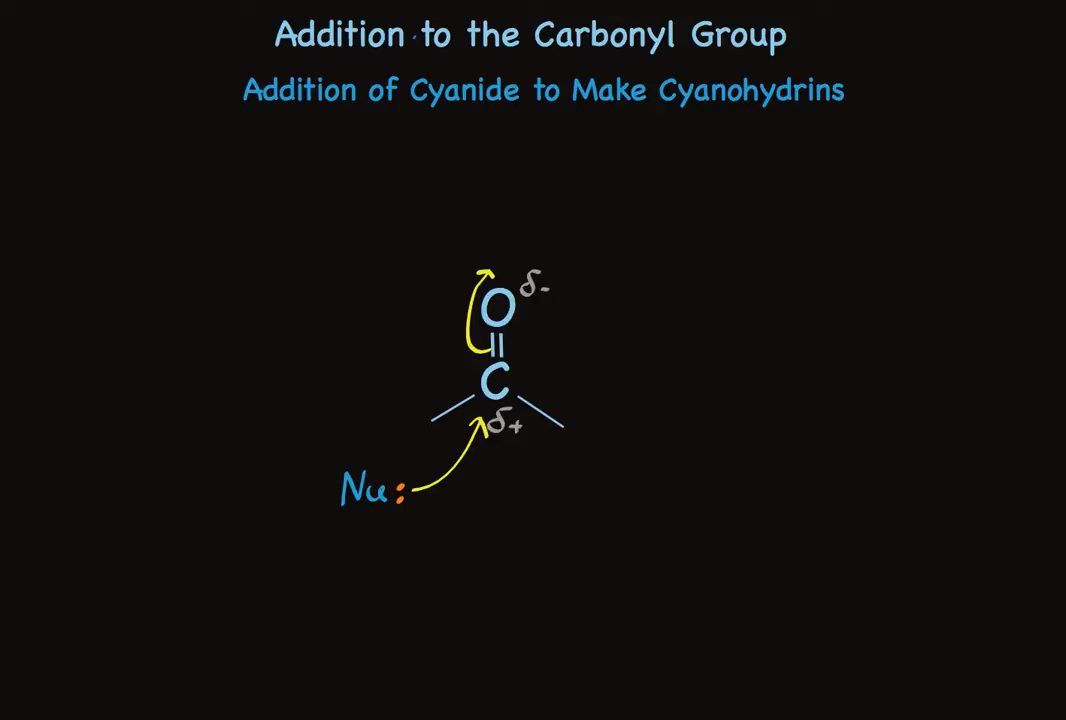 Addition to the Carbonyl Group
Addition of Cyanide to Make Cyanohydrins
O δ-
C
δ+
Nu: